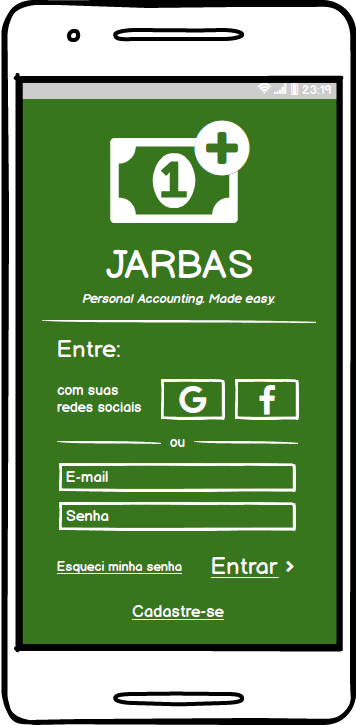 23:19
1
JARBAS
Personal Accounting. Made easy.
Entre:
com suas
redes sociais
G f
ou
E-mail
Senha
Esqueci minha senha
Entrar >
Cadastre-se